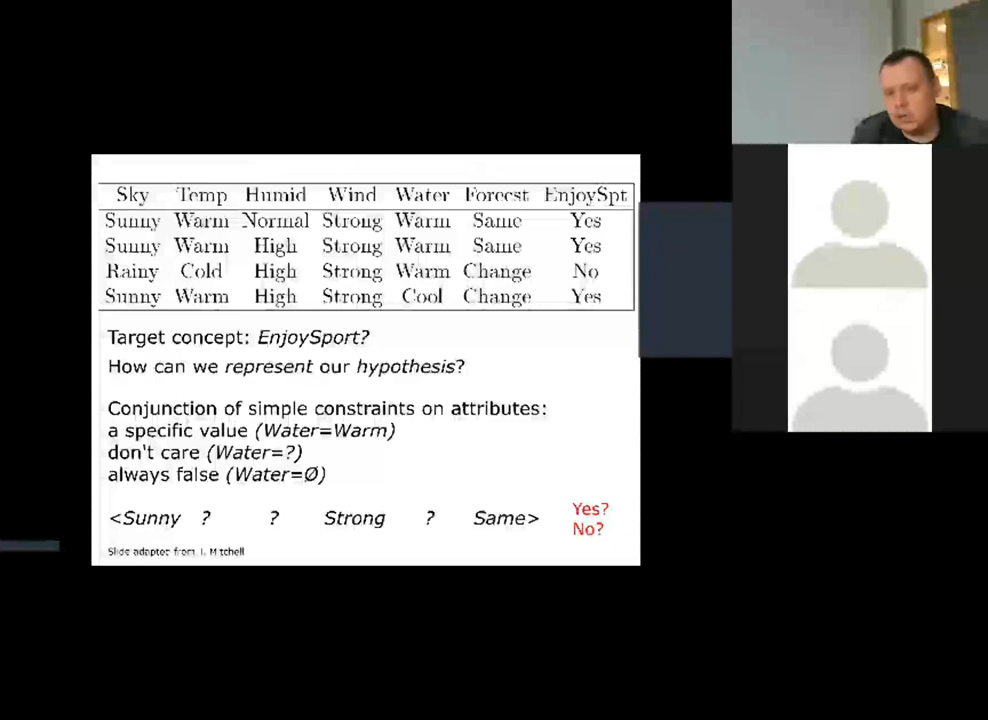 Sky Temp Humid Wind Water Forecst EnjoySpt
Sunny Warm Normal Strong Warm Same Yes
Sunny Warm High Strong Warm Same Yes
Rainy Cold High Strong Warm Change No
Sunny Warm High Strong Cool Change Yes
Target concept: EnjoySport?
How can we represent our hypothesis?
Conjunction of simple constraints on attributes:
a specific value (Water=Warm)
don't care (Water=?)
always false (Water=Ø)
<Sunny ? ? Strong ? Same>
Yes?
No?
Slide adapted from T. Mitchell